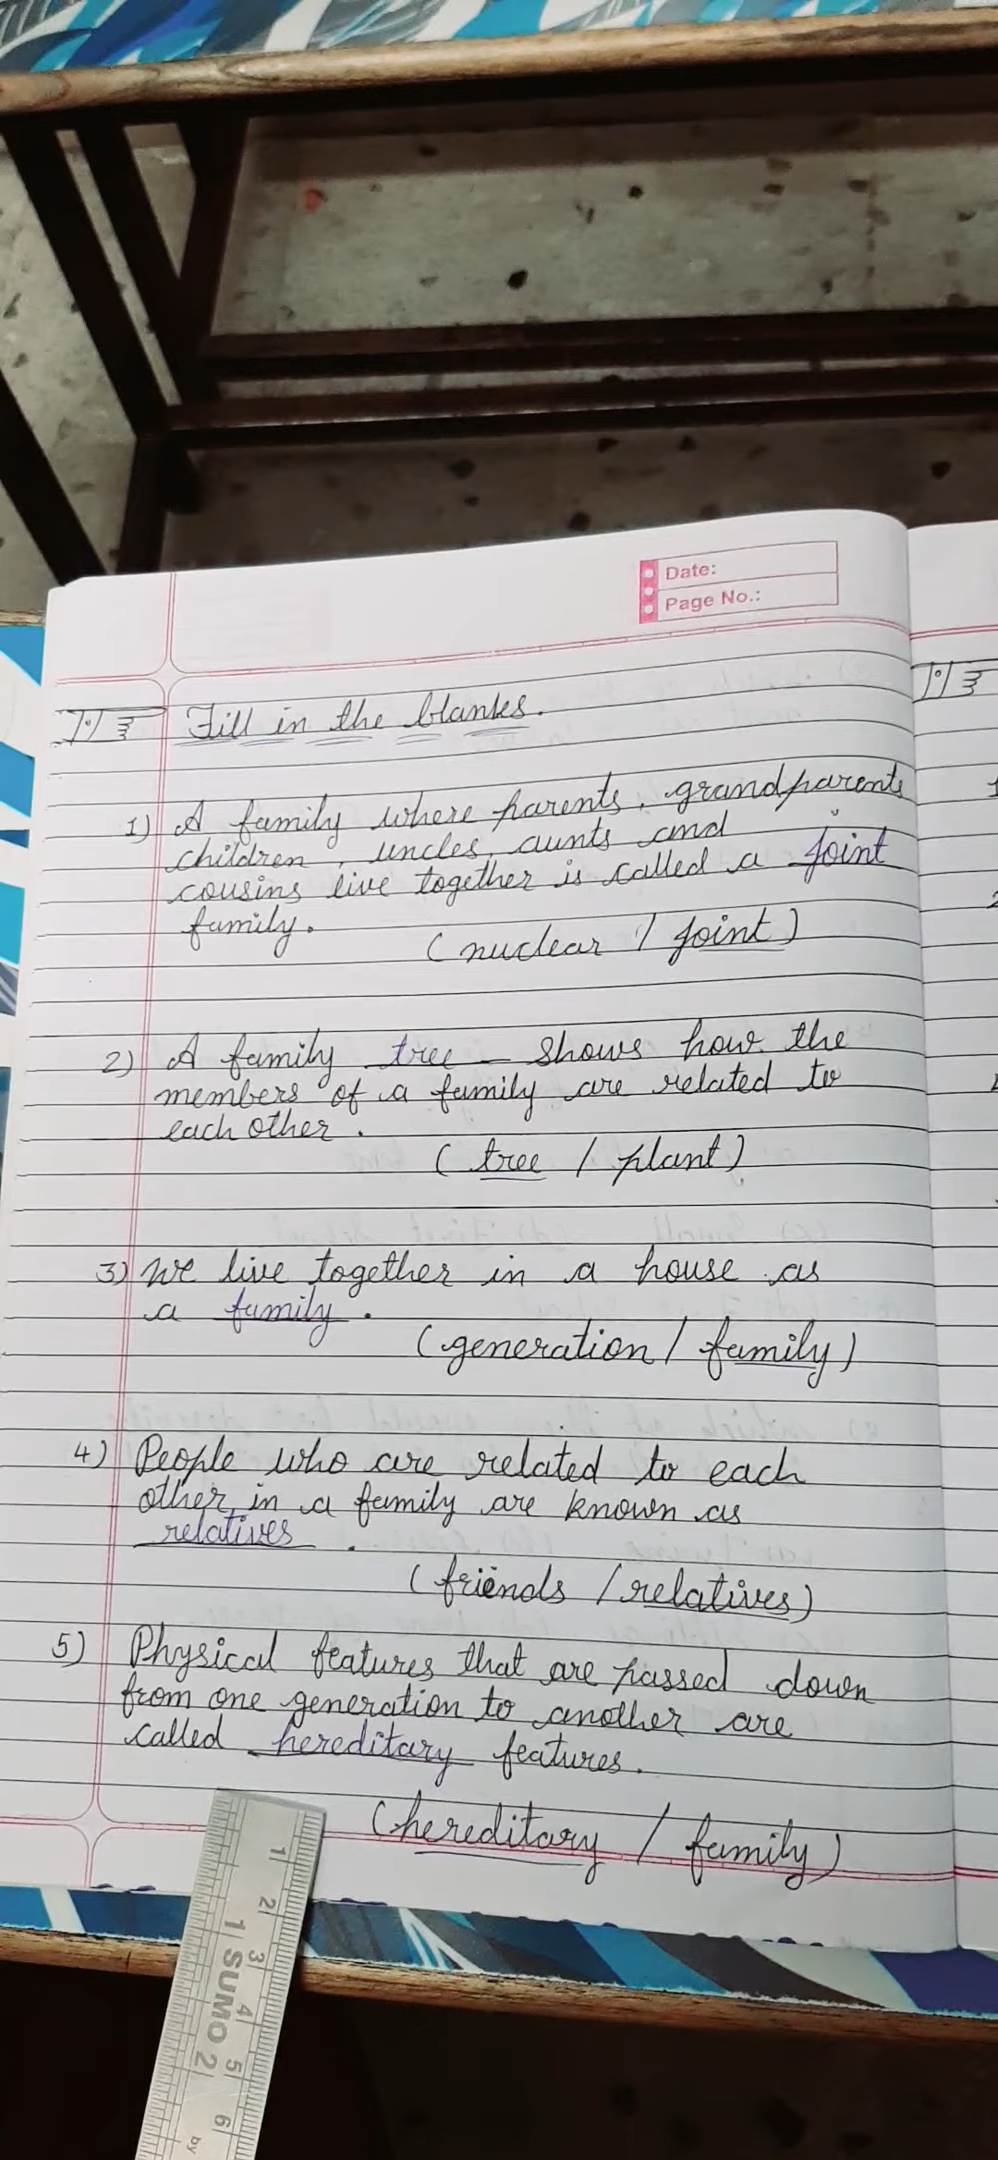 Date:
Page No.:
Fill in the blanks.
1) A family where parents, grandparents
children, uncles, aunts and
cousins live together is called a joint
family.
(nuclear / joint)
2) A family tree shows how the
members of a family are related to
each other.
(tree / plant)
3) We live together in a house as
a family.
(generation / family)
4) People who are related to each
other in a family are known as
relatives.
(friends / relatives)
5) Physical features that are passed down
from one generation to another are
called hereditary features.
(hereditary / family)
1 2 3 4 5 6
1 SUMO 2
by